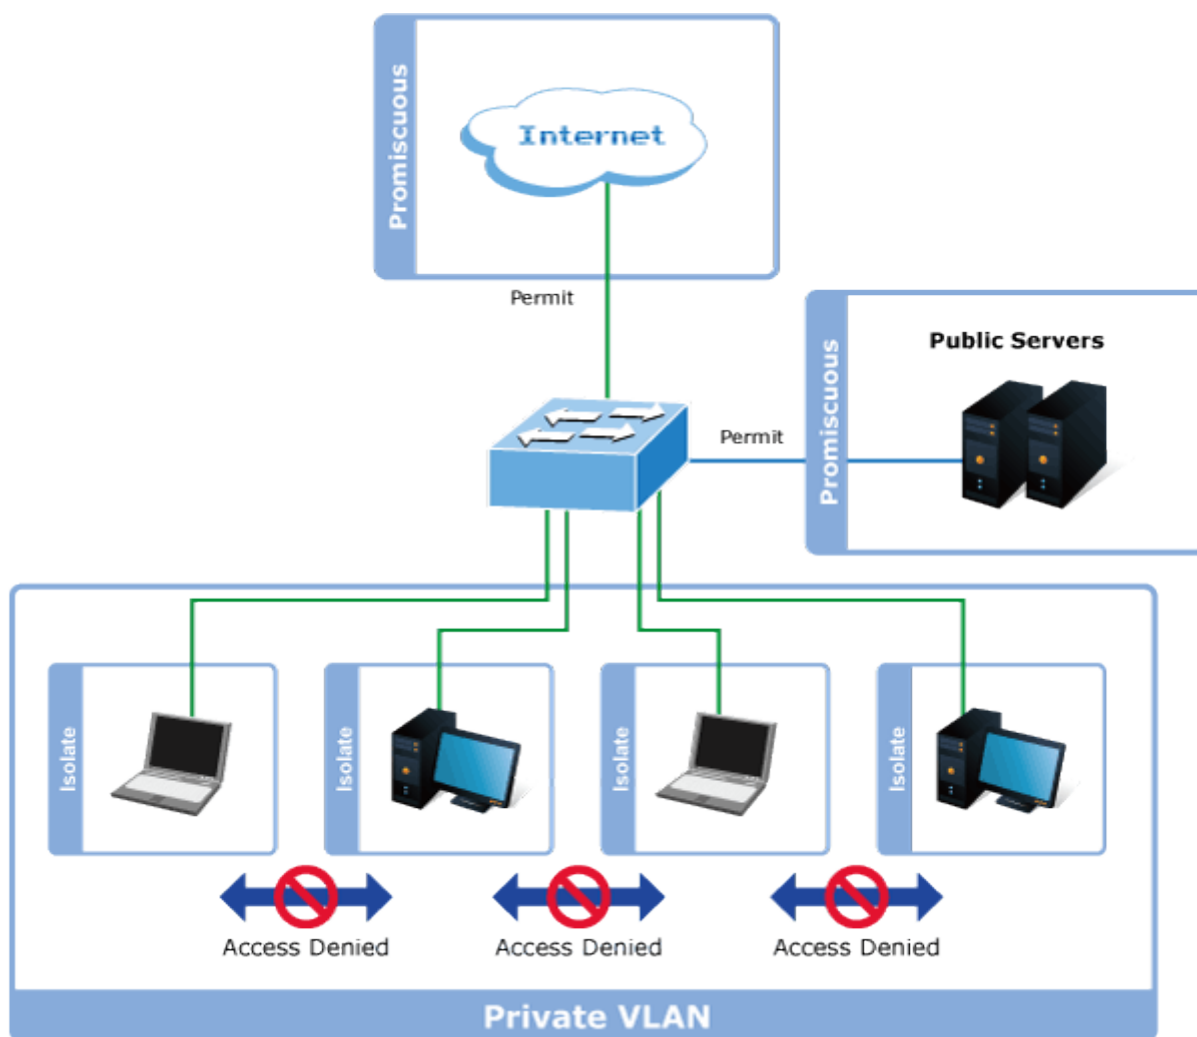 Promiscuous
Internet
Permit
Promiscuous
Public Servers
Permit
Isolate
Isolate
Isolate
Isolate
Access Denied
Access Denied
Access Denied
Private VLAN